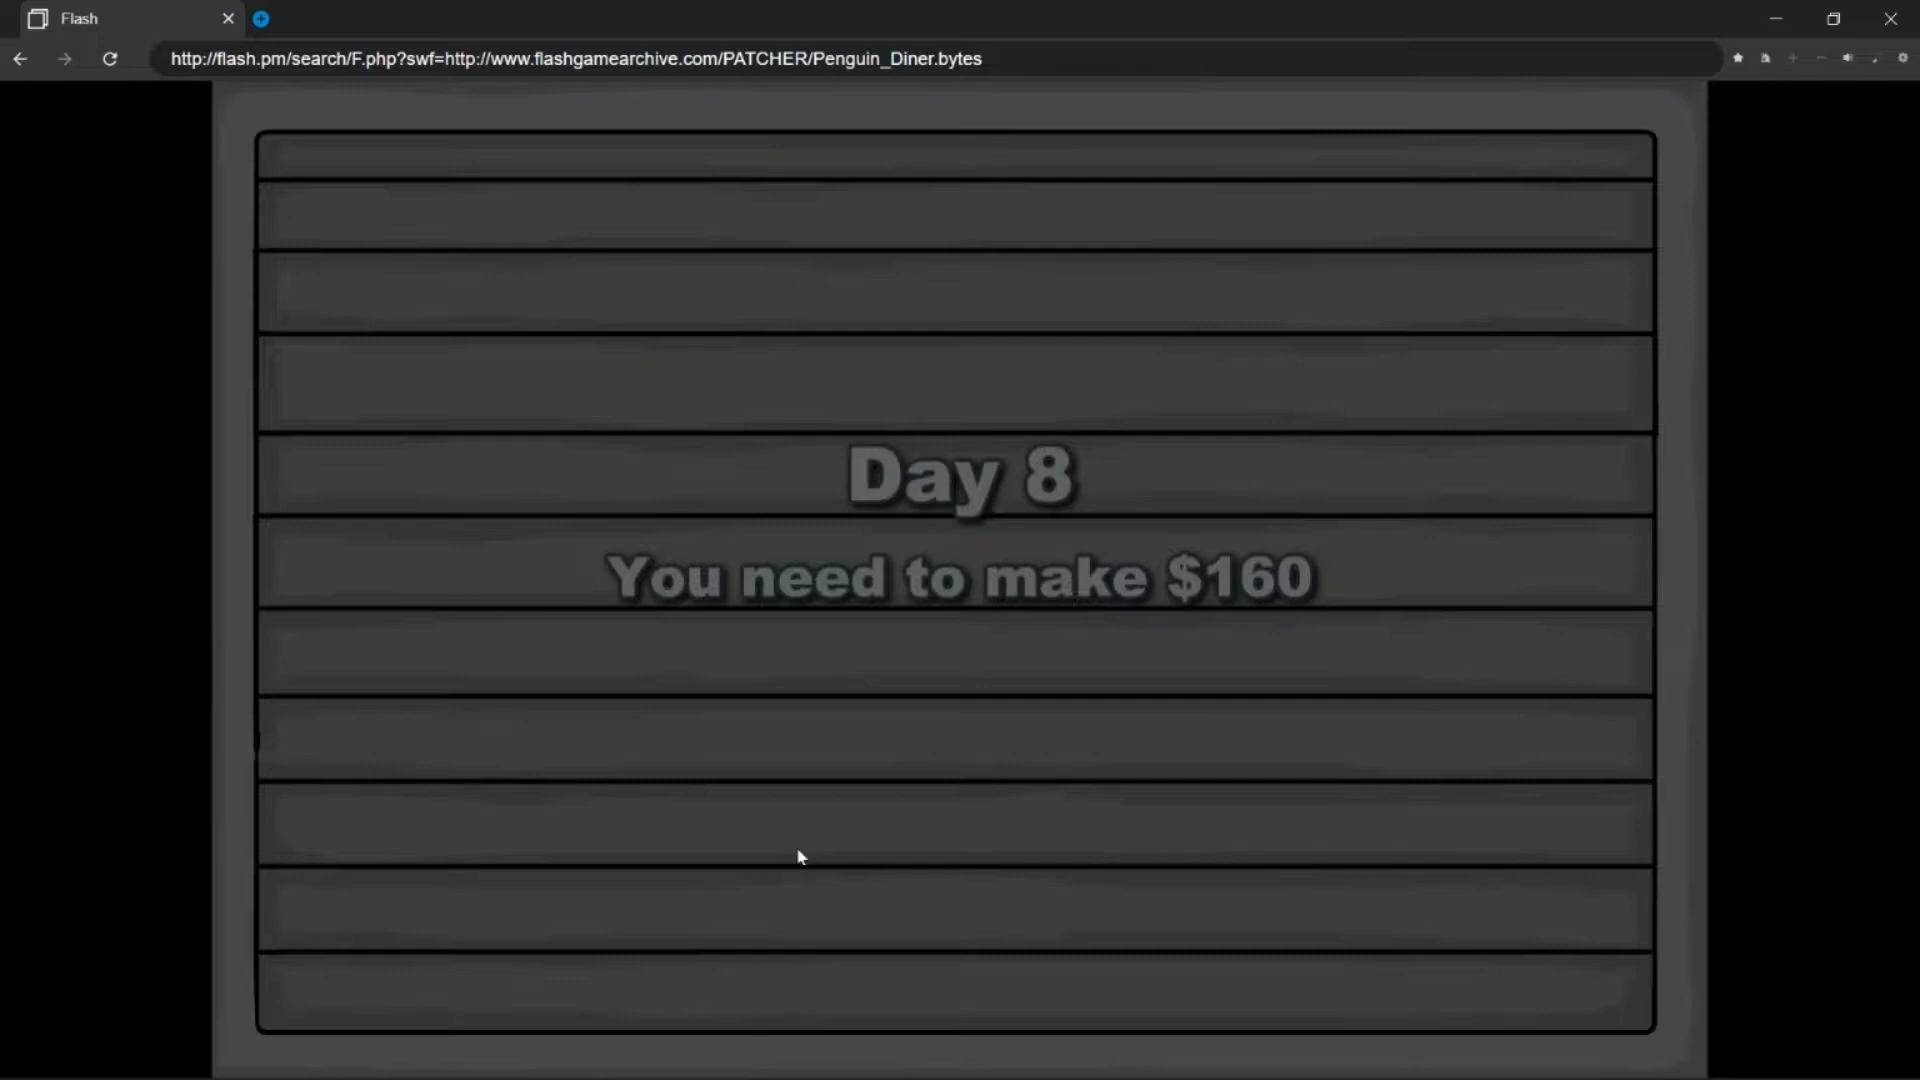 Flash
http://flash.pm/search/F.php?swf=http://www.flashgamearchive.com/PATCHER/Penguin_Diner.bytes
Day 8
You need to make $160